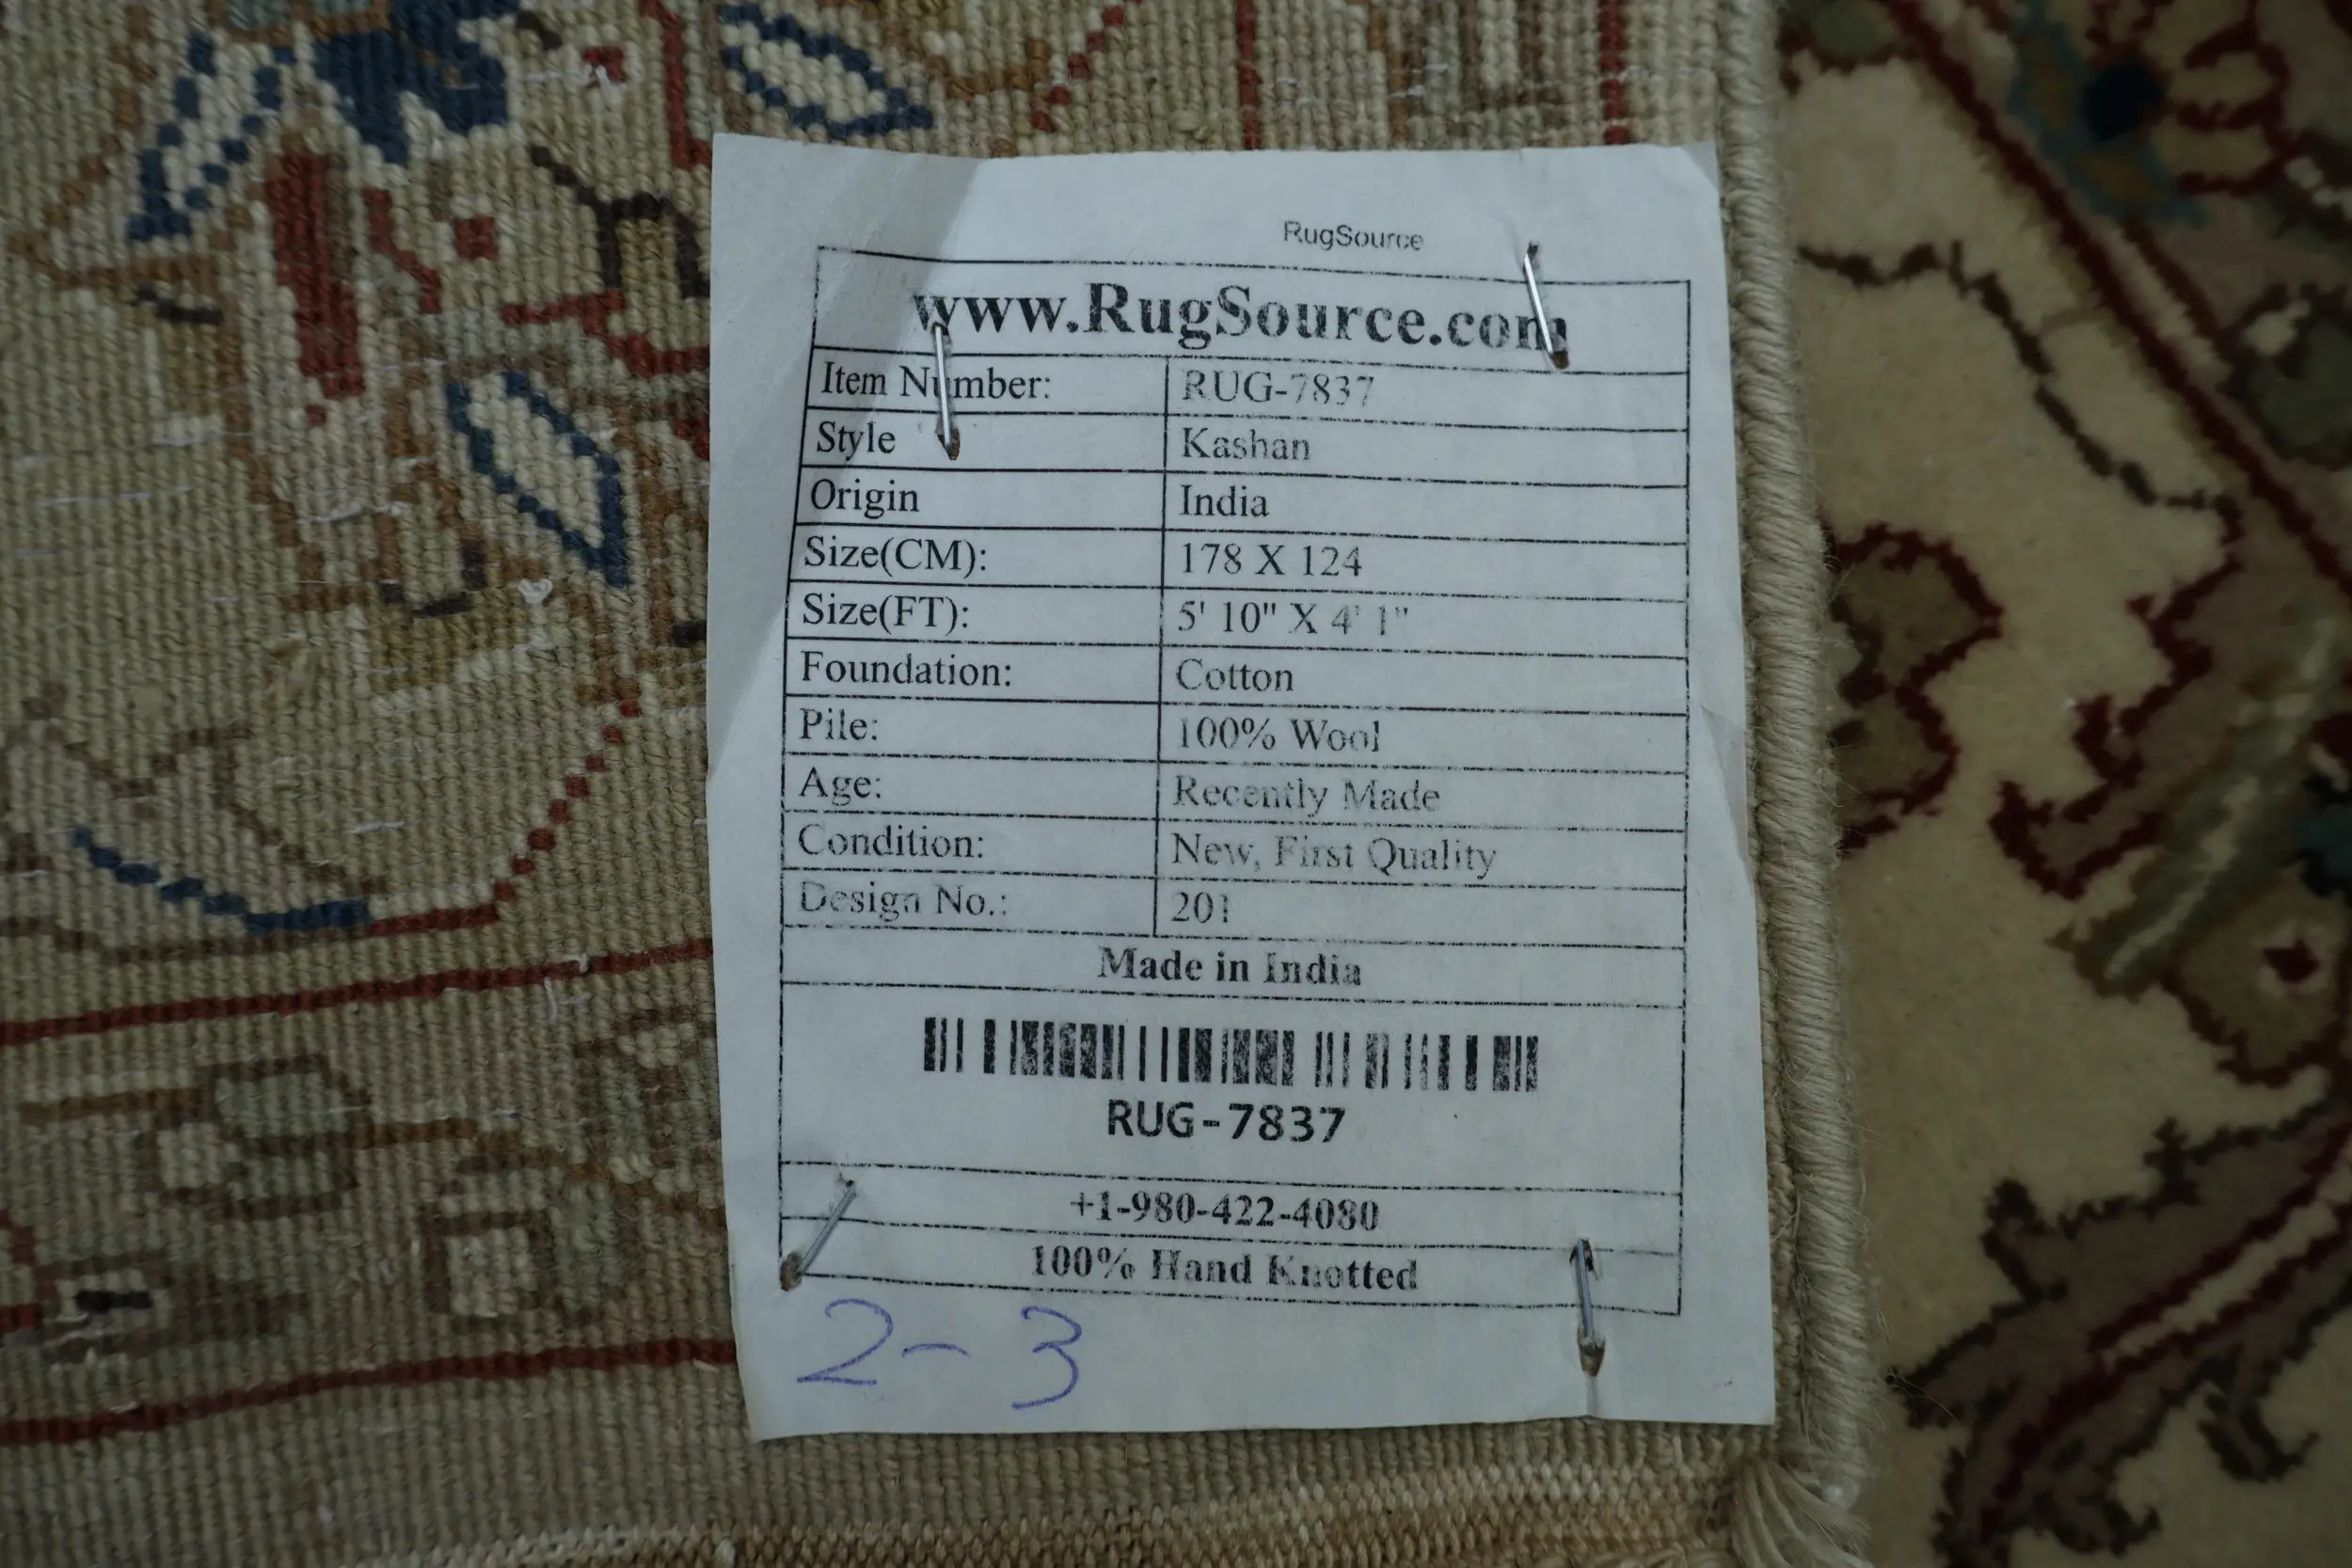 RugSource
www.RugSource.com
Item Number: RUG-7837
Style Kashan
Origin India
Size(CM): 178 X 124
Size(FT): 5' 10" X 4' 1"
Foundation: Cotton
Pile: 100% Wool
Age: Recently Made
Condition: New, First Quality
Design No.: 201
Made in India
RUG-7837
+1-980-422-4080
100% Hand Knotted
2-3